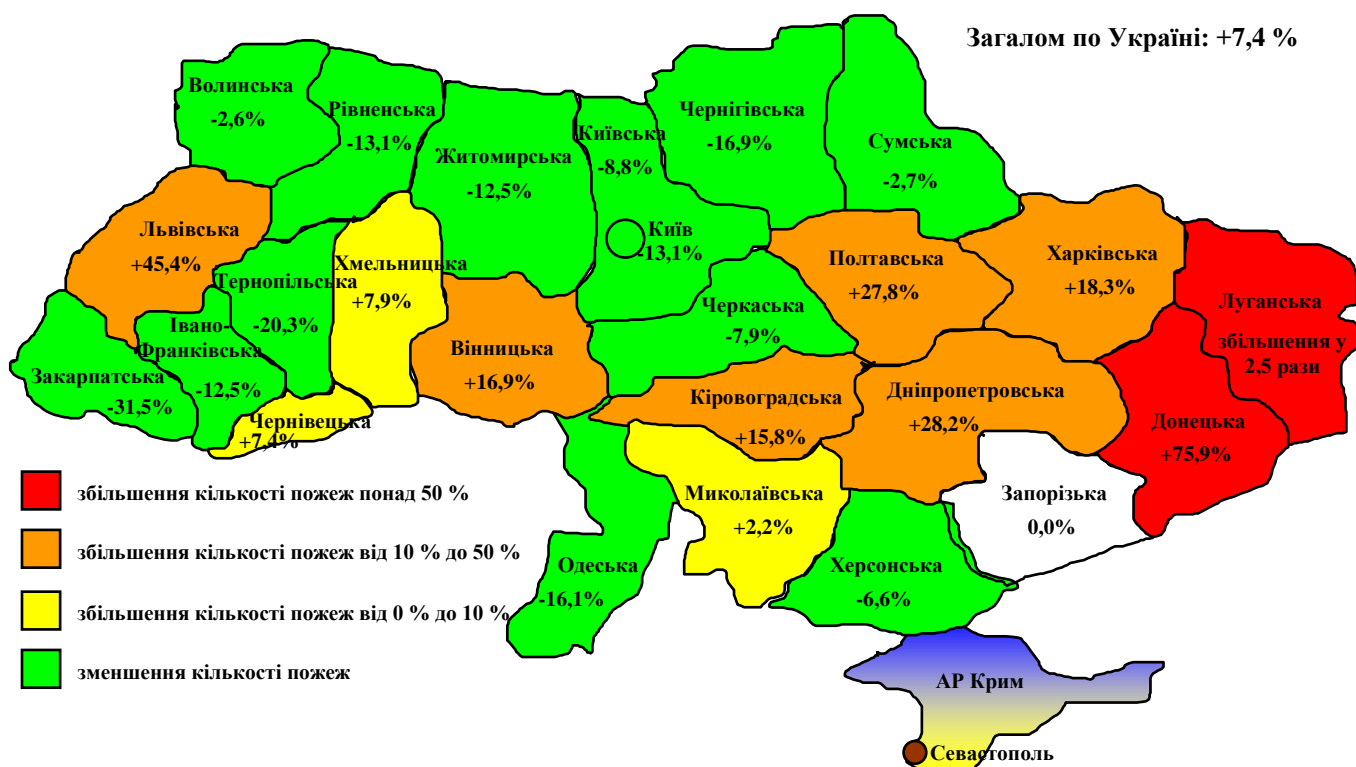 Загалом по Україні: +7,4 %
Волинська
-2,6%
Рівненська
-13,1%
Житомирська
-12,5%
Київська
-8,8%
Київ
-13,1%
Чернігівська
-16,9%
Сумська
-2,7%
Львівська
+45,4%
Тернопільська
-20,3%
Хмельницька
+7,9%
Івано-
Франківська
-12,5%
Закарпатська
-31,5%
Чернівецька
+7,4%
Вінницька
+16,9%
Черкаська
-7,9%
Полтавська
+27,8%
Харківська
+18,3%
Луганська
збільшення у
2,5 рази
Кіровоградська
+15,8%
Дніпропетровська
+28,2%
Донецька
+75,9%
Запорізька
0,0%
Миколаївська
+2,2%
Одеська
-16,1%
Херсонська
-6,6%
АР Крим
Севастополь
збільшення кількості пожеж понад 50 %
збільшення кількості пожеж від 10 % до 50 %
збільшення кількості пожеж від 0 % до 10 %
зменшення кількості пожеж